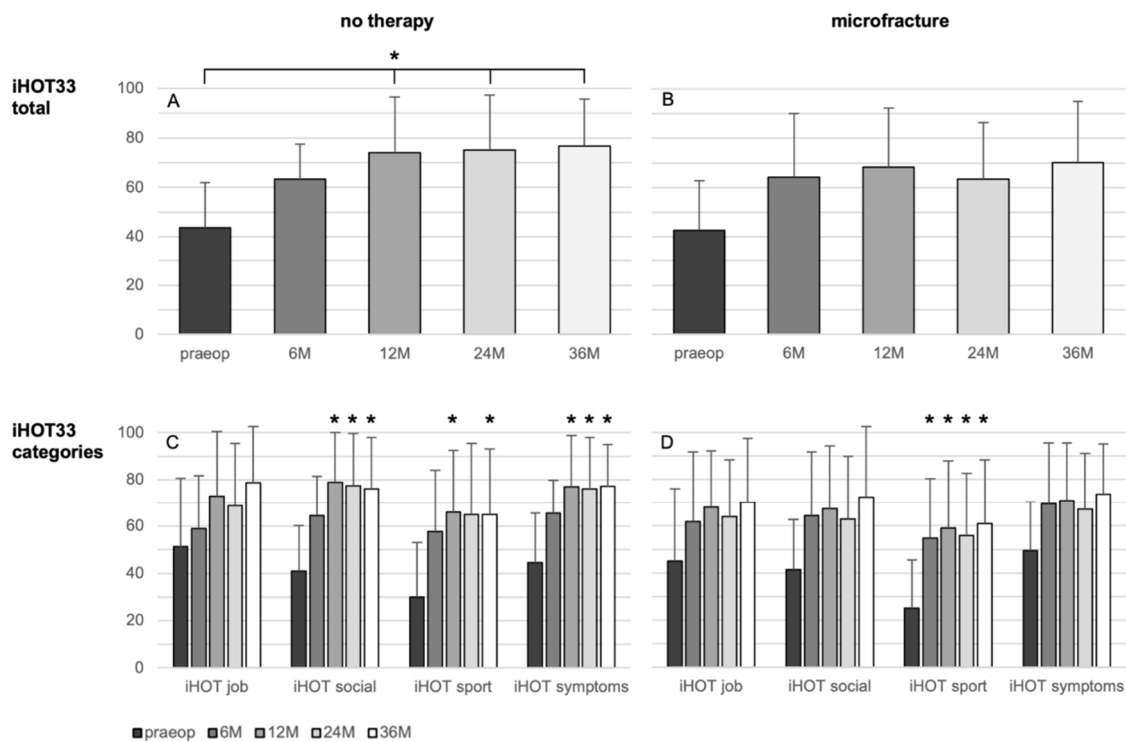 no therapy
microfracture
*
iHOT33
total
A
B
100
80
60
40
20
0
praeop 6M 12M 24M 36M
praeop 6M 12M 24M 36M
iHOT33
categories
C
D
* * * * * * * *
* * * *
100
80
60
40
20
0
iHOT job iHOT social iHOT sport iHOT symptoms
iHOT job iHOT social iHOT sport iHOT symptoms
praeop 6M 12M 24M 36M